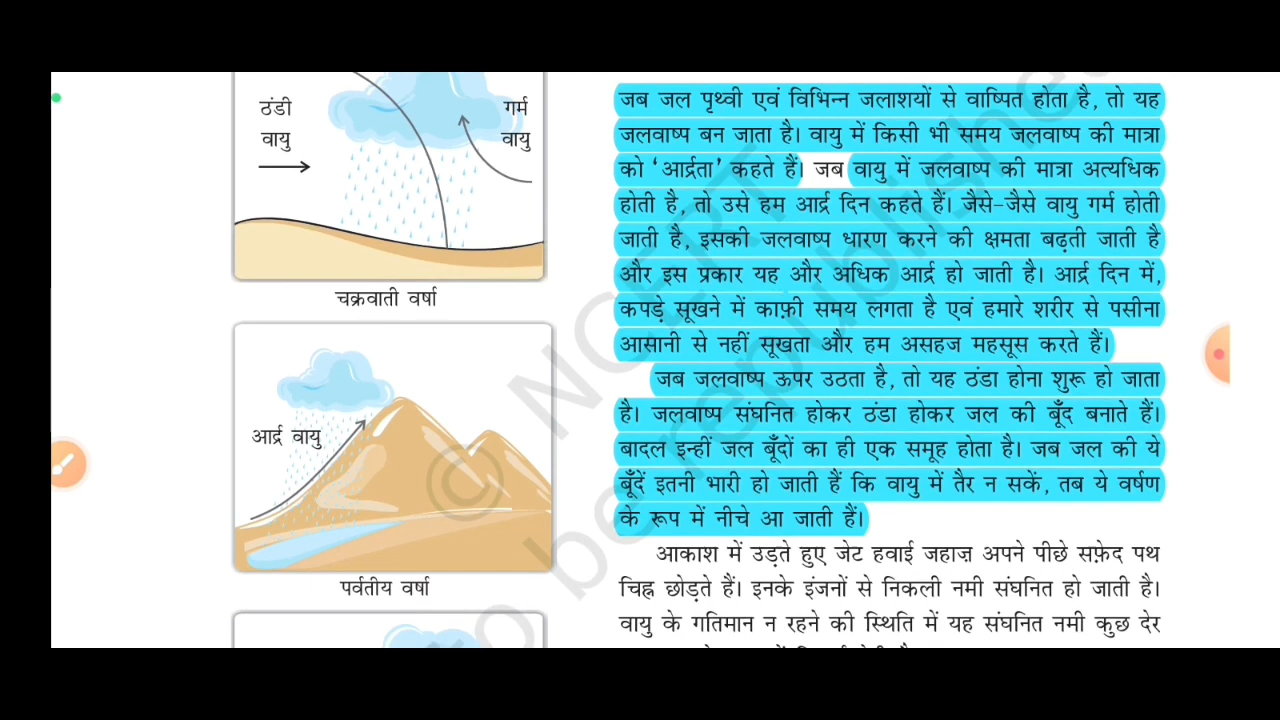 ठंडी
वायु
गर्म
वायु
चक्रवाती वर्षा
आर्द्र वायु
पर्वतीय वर्षा
जब जल पृथ्वी एवं विभिन्न जलाशयों से वाष्पित होता है, तो यह
जलवाष्प बन जाता है। वायु में किसी भी समय जलवाष्प की मात्रा
को ‘आर्द्रता’ कहते हैं। जब वायु में जलवाष्प की मात्रा अत्यधिक
होती है, तो उसे हम आर्द्र दिन कहते हैं। जैसे-जैसे वायु गर्म होती
जाती है, इसकी जलवाष्प धारण करने की क्षमता बढ़ती जाती है
और इस प्रकार यह और अधिक आर्द्र हो जाती है। आर्द्र दिन में,
कपड़े सूखने में काफ़ी समय लगता है एवं हमारे शरीर से पसीना
आसानी से नहीं सूखता और हम असहज महसूस करते हैं।
जब जलवाष्प ऊपर उठता है, तो यह ठंडा होना शुरू हो जाता
है। जलवाष्प संघनित होकर ठंडा होकर जल की बूँद बनाते हैं।
बादल इन्हीं जल बूँदों का ही एक समूह होता है। जब जल की ये
बूँदें इतनी भारी हो जाती हैं कि वायु में तैर न सकें, तब ये वर्षण
के रूप में नीचे आ जाती हैं।
आकाश में उड़ते हुए जेट हवाई जहाज़ अपने पीछे सफ़ेद पथ
चिह्न छोड़ते हैं। इनके इंजनों से निकली नमी संघनित हो जाती है।
वायु के गतिमान न रहने की स्थिति में यह संघनित नमी कुछ देर
© NCERT
be republished